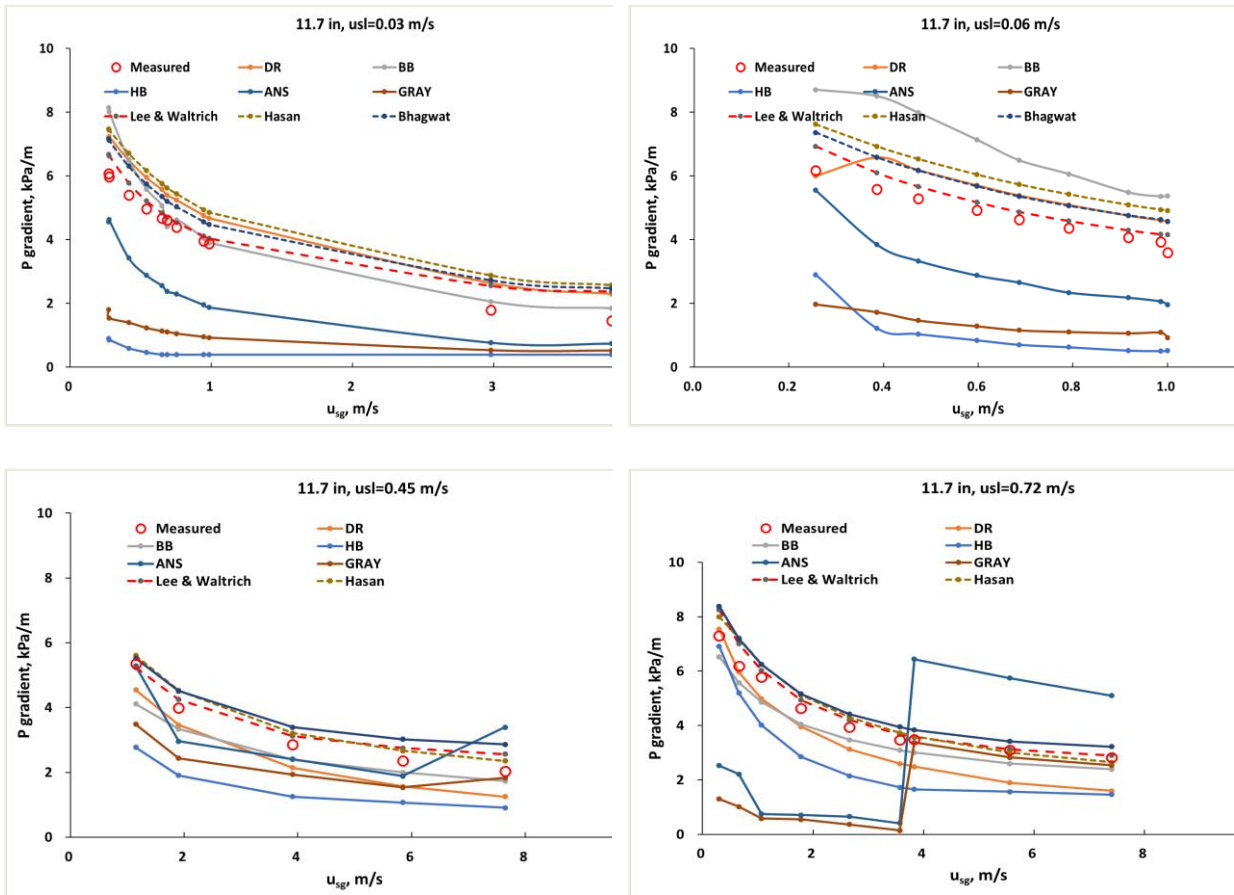 11.7 in, usl=0.03 m/s
10
8
6
4
2
0
P gradient, kPa/m
Measured DR BB
HB ANS GRAY
Lee & Waltrich Hasan Bhagwat
0 1 2 3
usg, m/s
11.7 in, usl=0.06 m/s
10
8
6
4
2
0
P gradient, kPa/m
Measured DR BB
HB ANS GRAY
Lee & Waltrich Hasan Bhagwat
0.0 0.2 0.4 0.6 0.8 1.0
usg, m/s
11.7 in, usl=0.45 m/s
10
8
6
4
2
0
P gradient, kPa/m
Measured DR
BB HB
ANS GRAY
Lee & Waltrich Hasan
0 2 4 6 8
usg, m/s
11.7 in, usl=0.72 m/s
10
8
6
4
2
0
P gradient, kPa/m
Measured DR
BB HB
ANS GRAY
Lee & Waltrich Hasan
0 2 4 6 8
usg, m/s